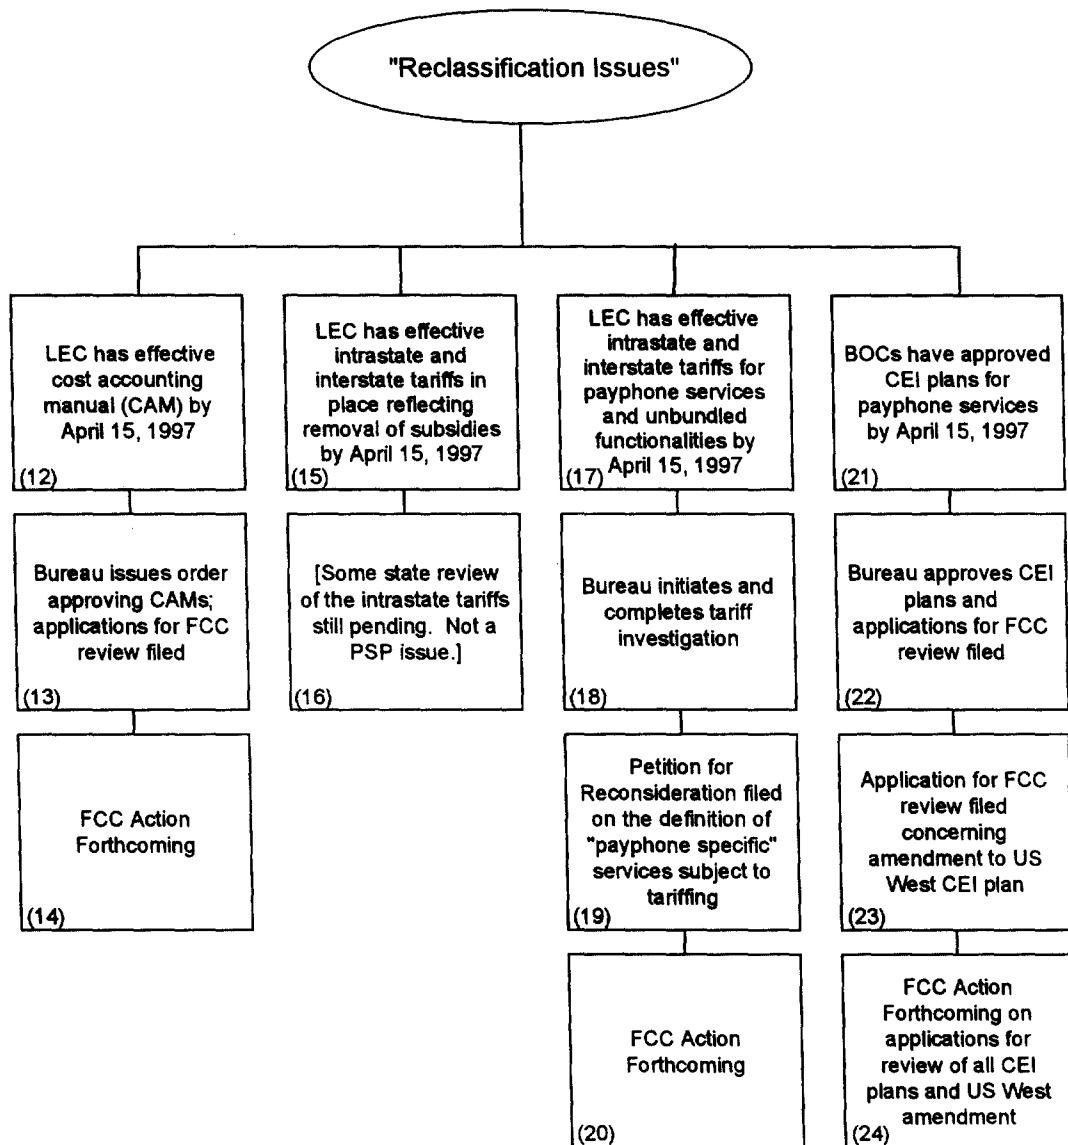 "Reclassification Issues"
LEC has effective
cost accounting
manual (CAM) by
April 15, 1997
(12)
LEC has effective
intrastate and
interstate tariffs in
place reflecting
removal of subsidies
by April 15, 1997
(15)
LEC has effective
intrastate and
interstate tariffs for
payphone services
and unbundled
functionalities by
April 15, 1997
(17)
BOCs have approved
CEI plans for
payphone services
by April 15, 1997
(21)
Bureau issues order
approving CAMs;
applications for FCC
review filed
(13)
[Some state review
of the intrastate tariffs
still pending. Not a
PSP issue.]
(16)
Bureau initiates and
completes tariff
investigation
(18)
Bureau approves CEI
plans and
applications for FCC
review filed
(22)
FCC Action
Forthcoming
(14)
Petition for
Reconsideration filed
on the definition of
"payphone specific"
services subject to
tariffing
(19)
Application for FCC
review filed
concerning
amendment to US
West CEI plan
(23)
FCC Action
Forthcoming
(20)
FCC Action
Forthcoming on
applications for
review of all CEI
plans and US West
amendment
(24)